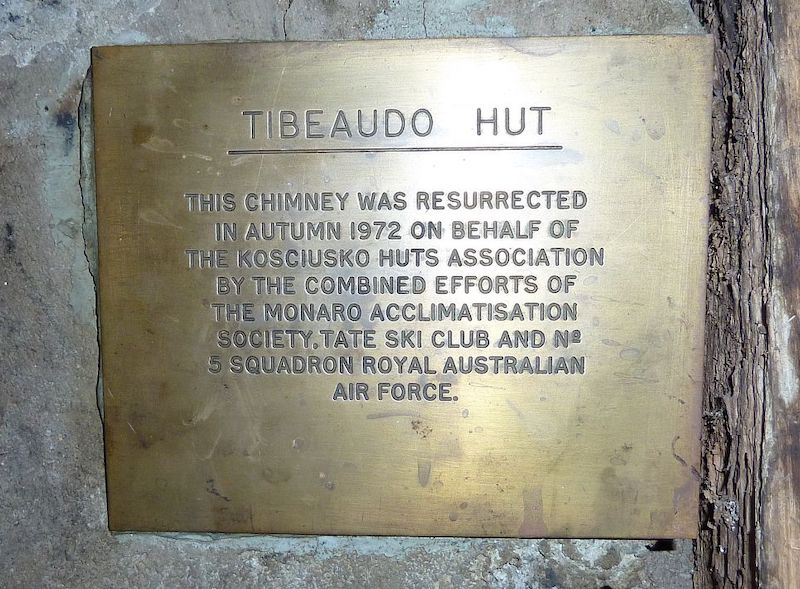 TIBEAUDO HUT
THIS CHIMNEY WAS RESURRECTED
IN AUTUMN 1972 ON BEHALF OF
THE KOSCIUSKO HUTS ASSOCIATION
BY THE COMBINED EFFORTS OF
THE MONARO ACCLIMATISATION
SOCIETY, TATE SKI CLUB AND Nº
5 SQUADRON ROYAL AUSTRALIAN
AIR FORCE.